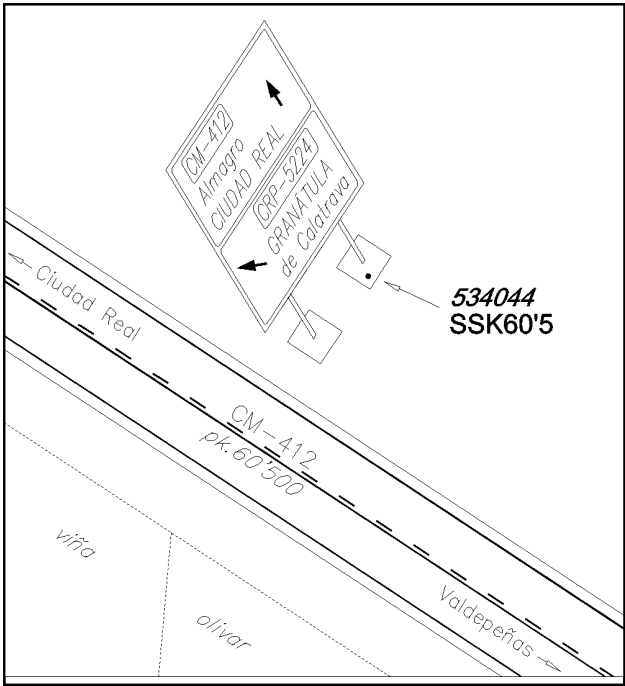 CM-412
Almagro
CIUDAD REAL
CRP-5224
GRANÁTULA
de Calatrava
534044
SSK60'5
Ciudad Real
CM-412
pk.60'500
viña
olivar
Valdepeñas